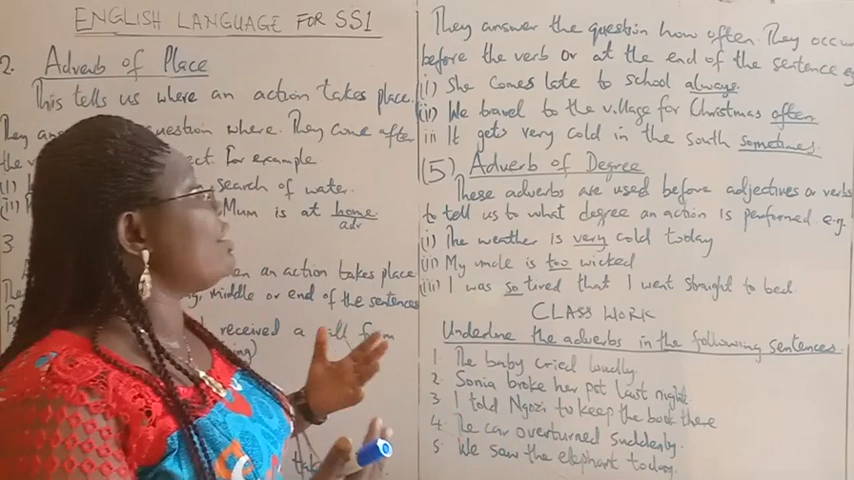 ENGLISH LANGUAGE FOR SS1
2. Adverb of Place
This tells us where an action takes place.
They question where. They come after
the For example
(i) search of water.
(ii) Mum is at home
adv
3
an action takes place
middle or end of the sentences
received a call from
They answer the question how often. They occur
before the verb or at the end of the sentence eg
(i) She comes late to school always.
(ii) We travel to the village for Christmas often
iii It gets very cold in the south sometimes
(5) Adverb of Degree
These adverbs are used before adjectives or verbs
to tell us to what degree an action is performed e.g
(i) The weather is very cold today
(ii) My uncle is too wicked
(iii) I was so tired that I went straight to bed.
CLASS WORK
Underline the adverbs in the following sentences
1 The baby cried loudly.
2 Sonia broke her pot last night
3 I told Ngozi to keep the book there
4 The car overturned suddenly.
5 We saw the elephant today.